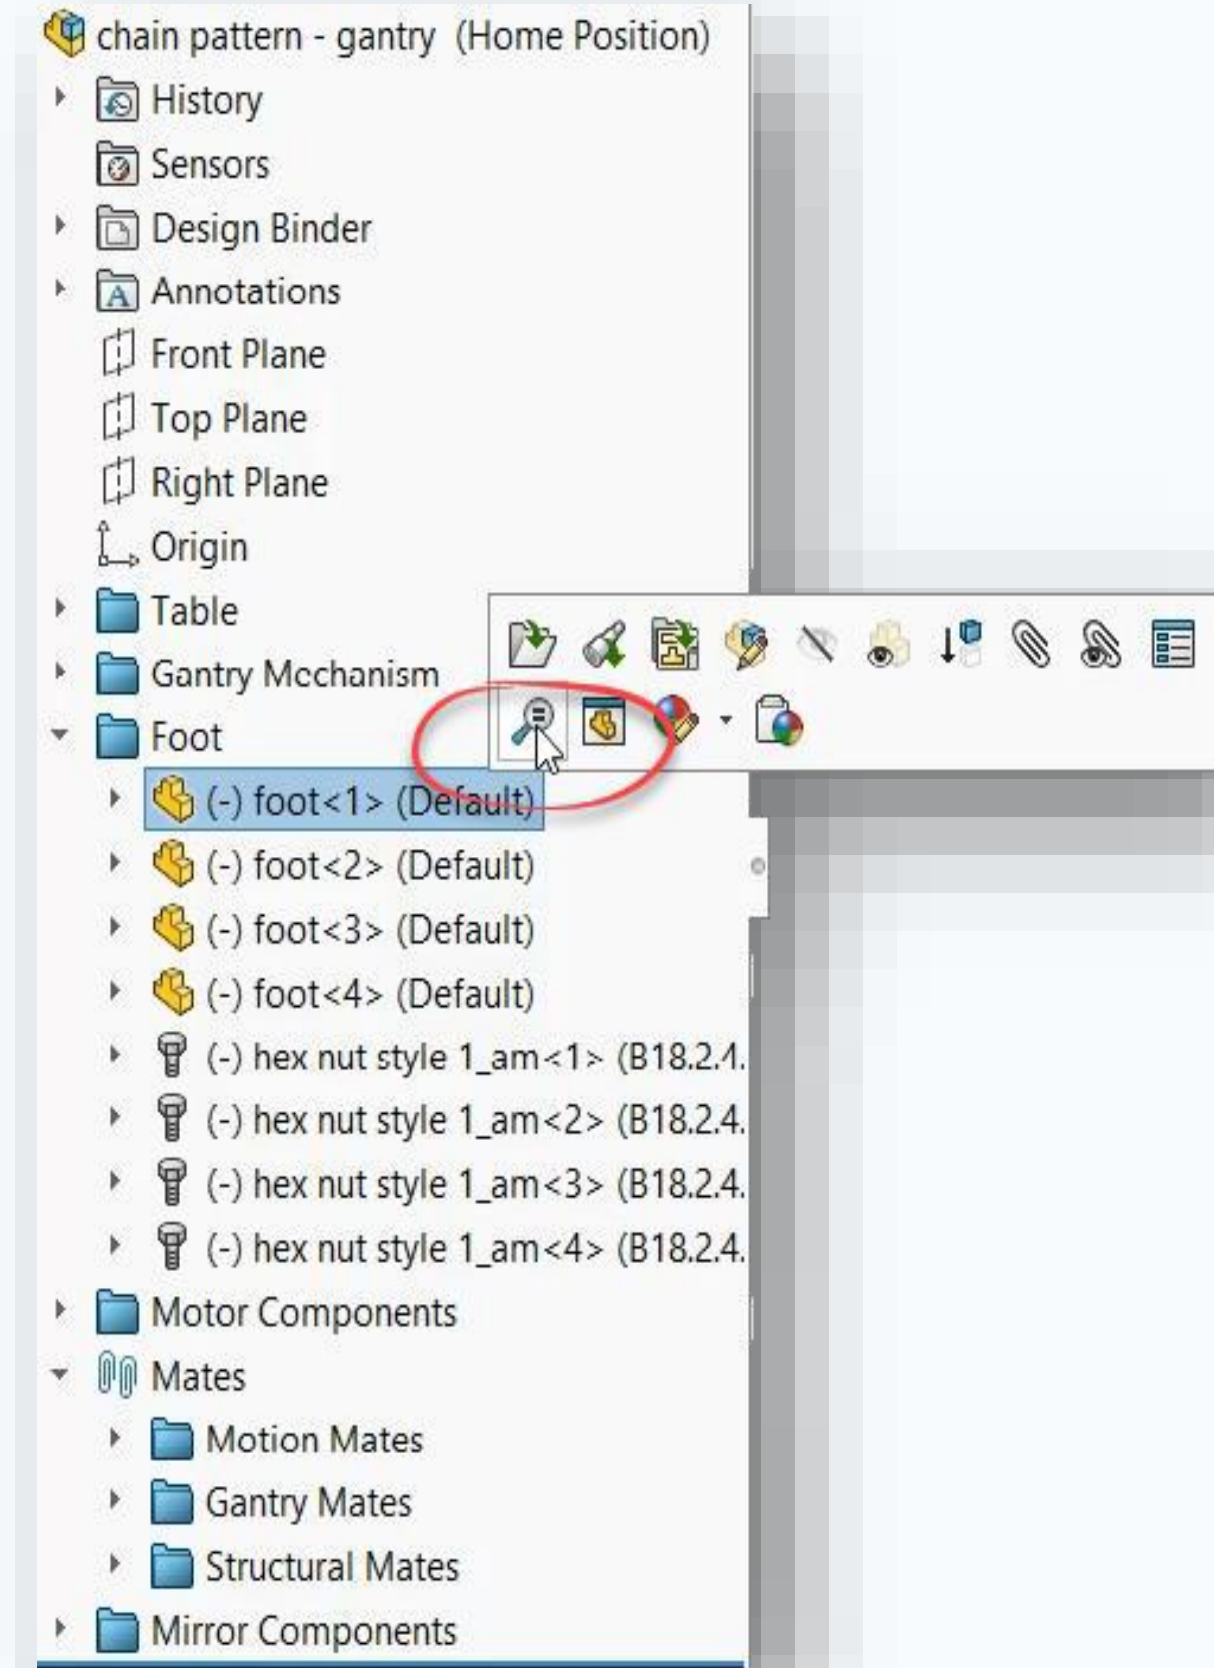 chain pattern - gantry (Home Position)
History
Sensors
Design Binder
Annotations
Front Plane
Top Plane
Right Plane
Origin
Table
Gantry Mechanism
Foot
(-) foot<1> (Default)
(-) foot<2> (Default)
(-) foot<3> (Default)
(-) foot<4> (Default)
(-) hex nut style 1_am<1> (B18.2.4.
(-) hex nut style 1_am<2> (B18.2.4.
(-) hex nut style 1_am<3> (B18.2.4.
(-) hex nut style 1_am<4> (B18.2.4.
Motor Components
Mates
Motion Mates
Gantry Mates
Structural Mates
Mirror Components